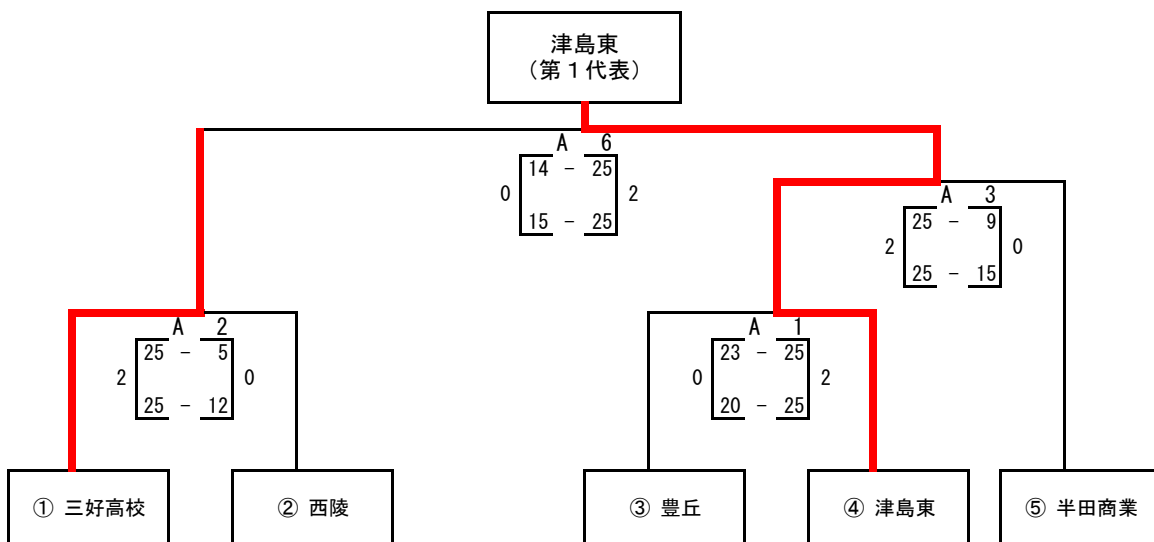 津島東
（第１代表）
A 6
14 － 25
0 2
15 － 25
A 3
25 － 9
2 0
25 － 15
A 2
25 － 5
2 0
25 － 12
A 1
23 － 25
0 2
20 － 25
① 三好高校
② 西陵
③ 豊丘
④ 津島東
⑤ 半田商業